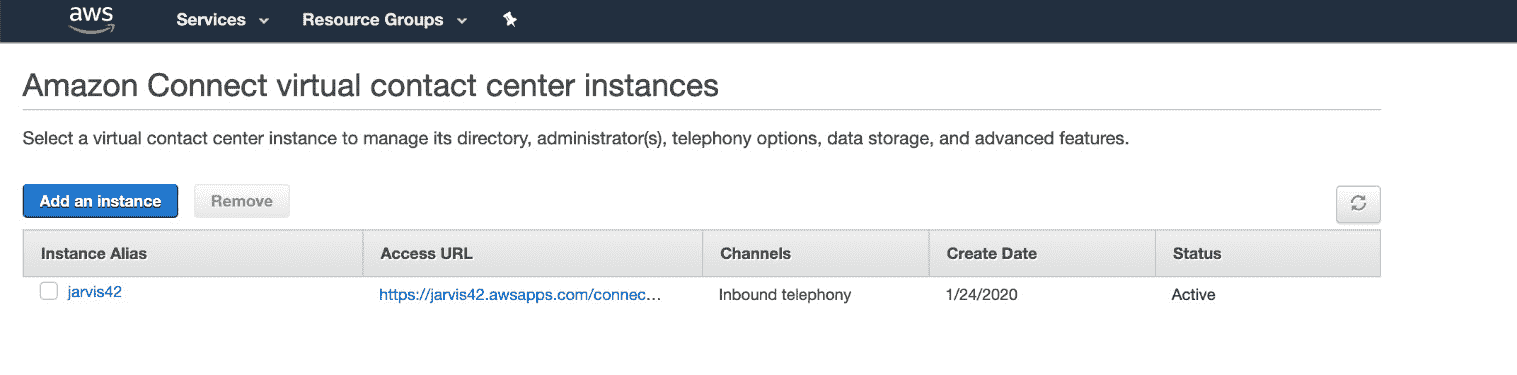 aws Services Resource Groups
Amazon Connect virtual contact center instances
Select a virtual contact center instance to manage its directory, administrator(s), telephony options, data storage, and advanced features.
Add an instance Remove
Instance Alias Access URL Channels Create Date Status
jarvis42 https://jarvis42.awsapps.com/connec... Inbound telephony 1/24/2020 Active